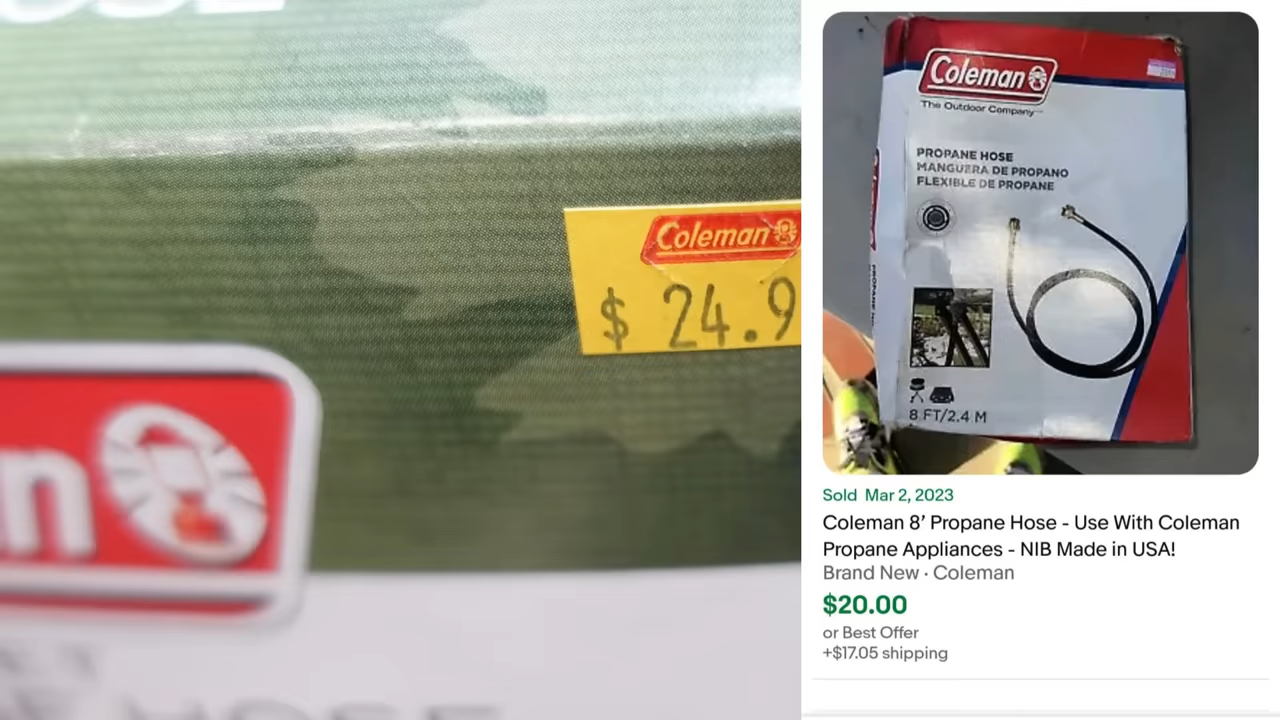 Coleman
$ 24.9
n
HOSE
Coleman
The Outdoor Company
PROPANE HOSE
MANGUERA DE PROPANO
FLEXIBLE DE PROPANE
8 FT/2.4 M
Coleman
Sold Mar 2, 2023
Coleman 8' Propane Hose - Use With Coleman
Propane Appliances - NIB Made in USA!
Brand New · Coleman
$20.00
or Best Offer
+$17.05 shipping